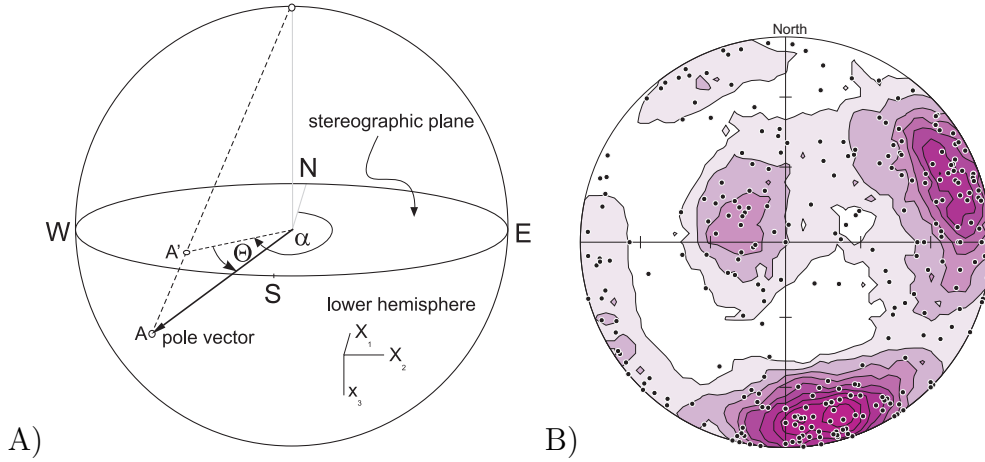 stereographic plane
N
W
E
α
A'
Θ
S
lower hemisphere
A
pole vector
X1
X2
x3
A)
North
B)